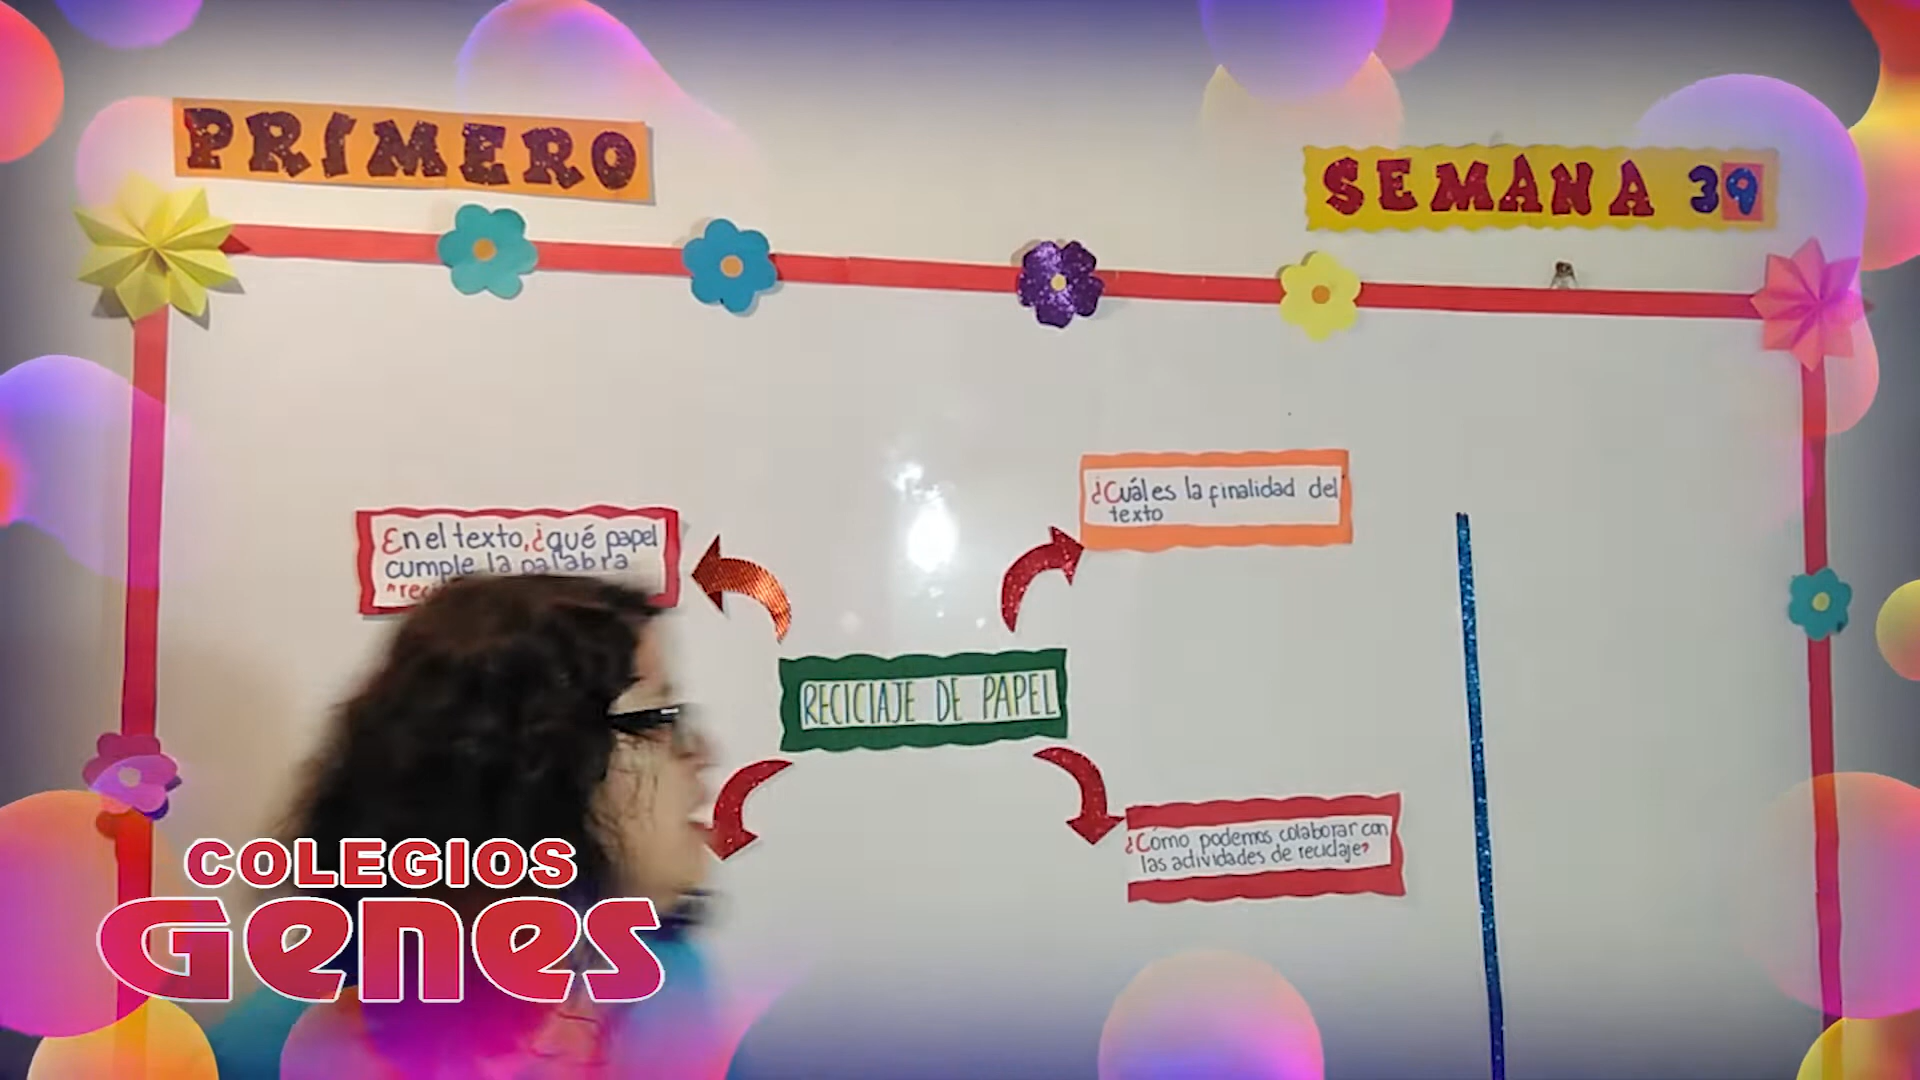 PRIMERO
SEMANA 39
¿Cuál es la finalidad del
texto
En el texto, ¿qué papel
cumple la palabra
RECICIAJE DE PAPEL
¿Cómo podemos colaborar con
las actividades de reciclaje?
COLEGIOS
Genes